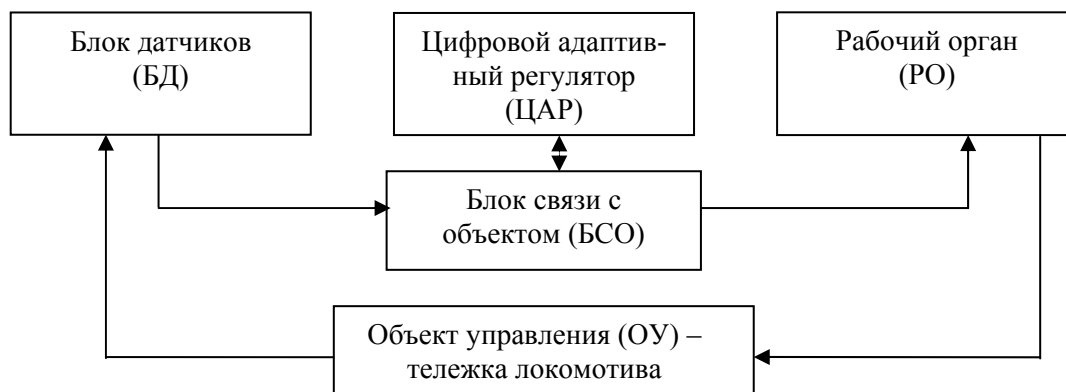 Блок датчиков
(БД)
Цифровой адаптив-
ный регулятор
(ЦАР)
Рабочий орган
(РО)
Блок связи с
объектом (БСО)
Объект управления (ОУ) –
тележка локомотива